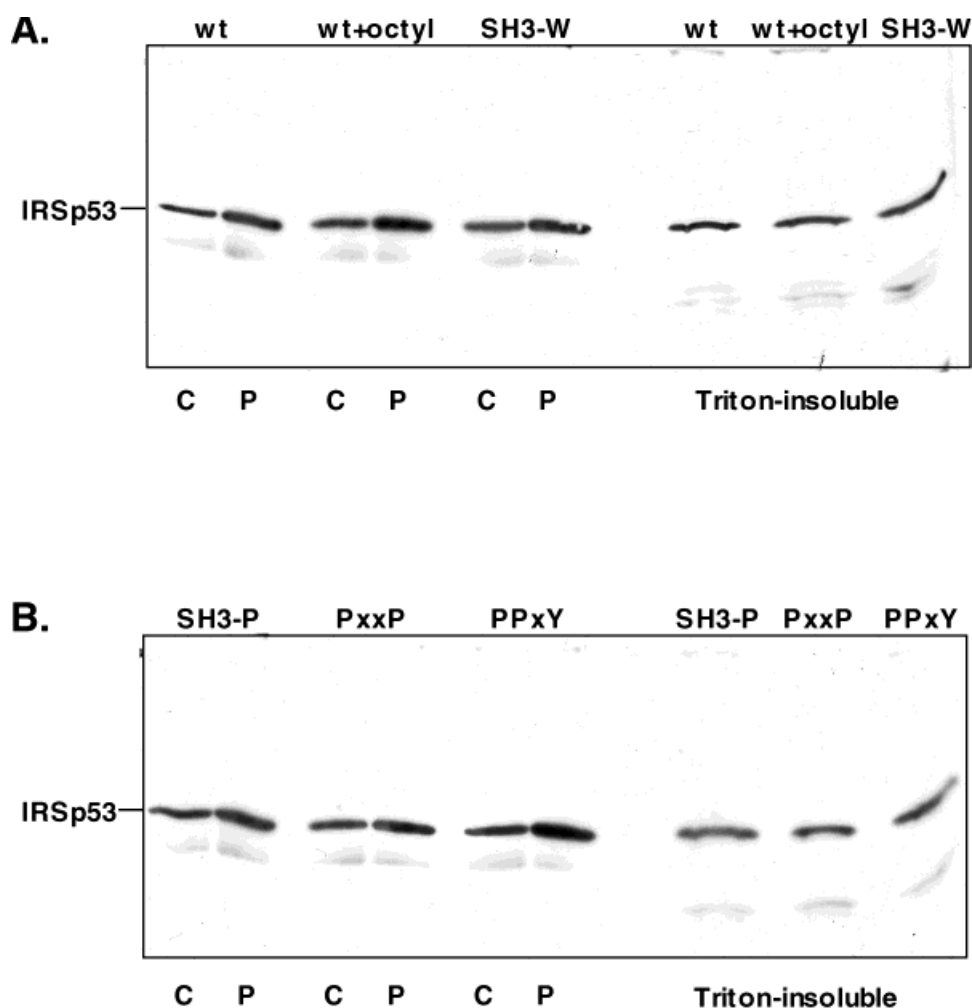 A.
wt wt+octyl SH3-W wt wt+octyl SH3-W
IRSp53
C P C P C P Triton-insoluble
B.
SH3-P PxxP PPxY SH3-P PxxP PPxY
IRSp53
C P C P C P Triton-insoluble